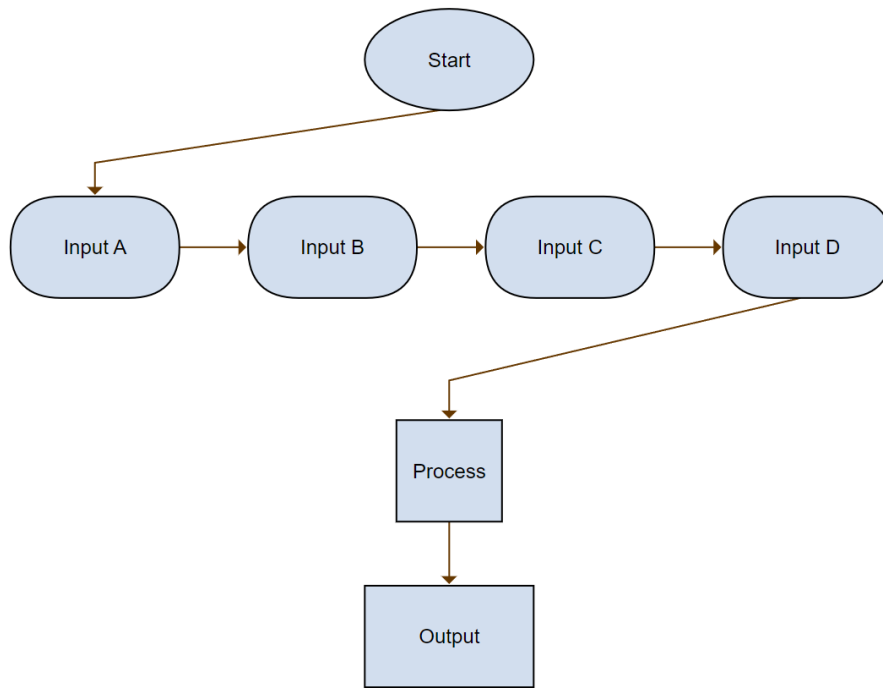 Start
Input A
Input B
Input C
Input D
Process
Output